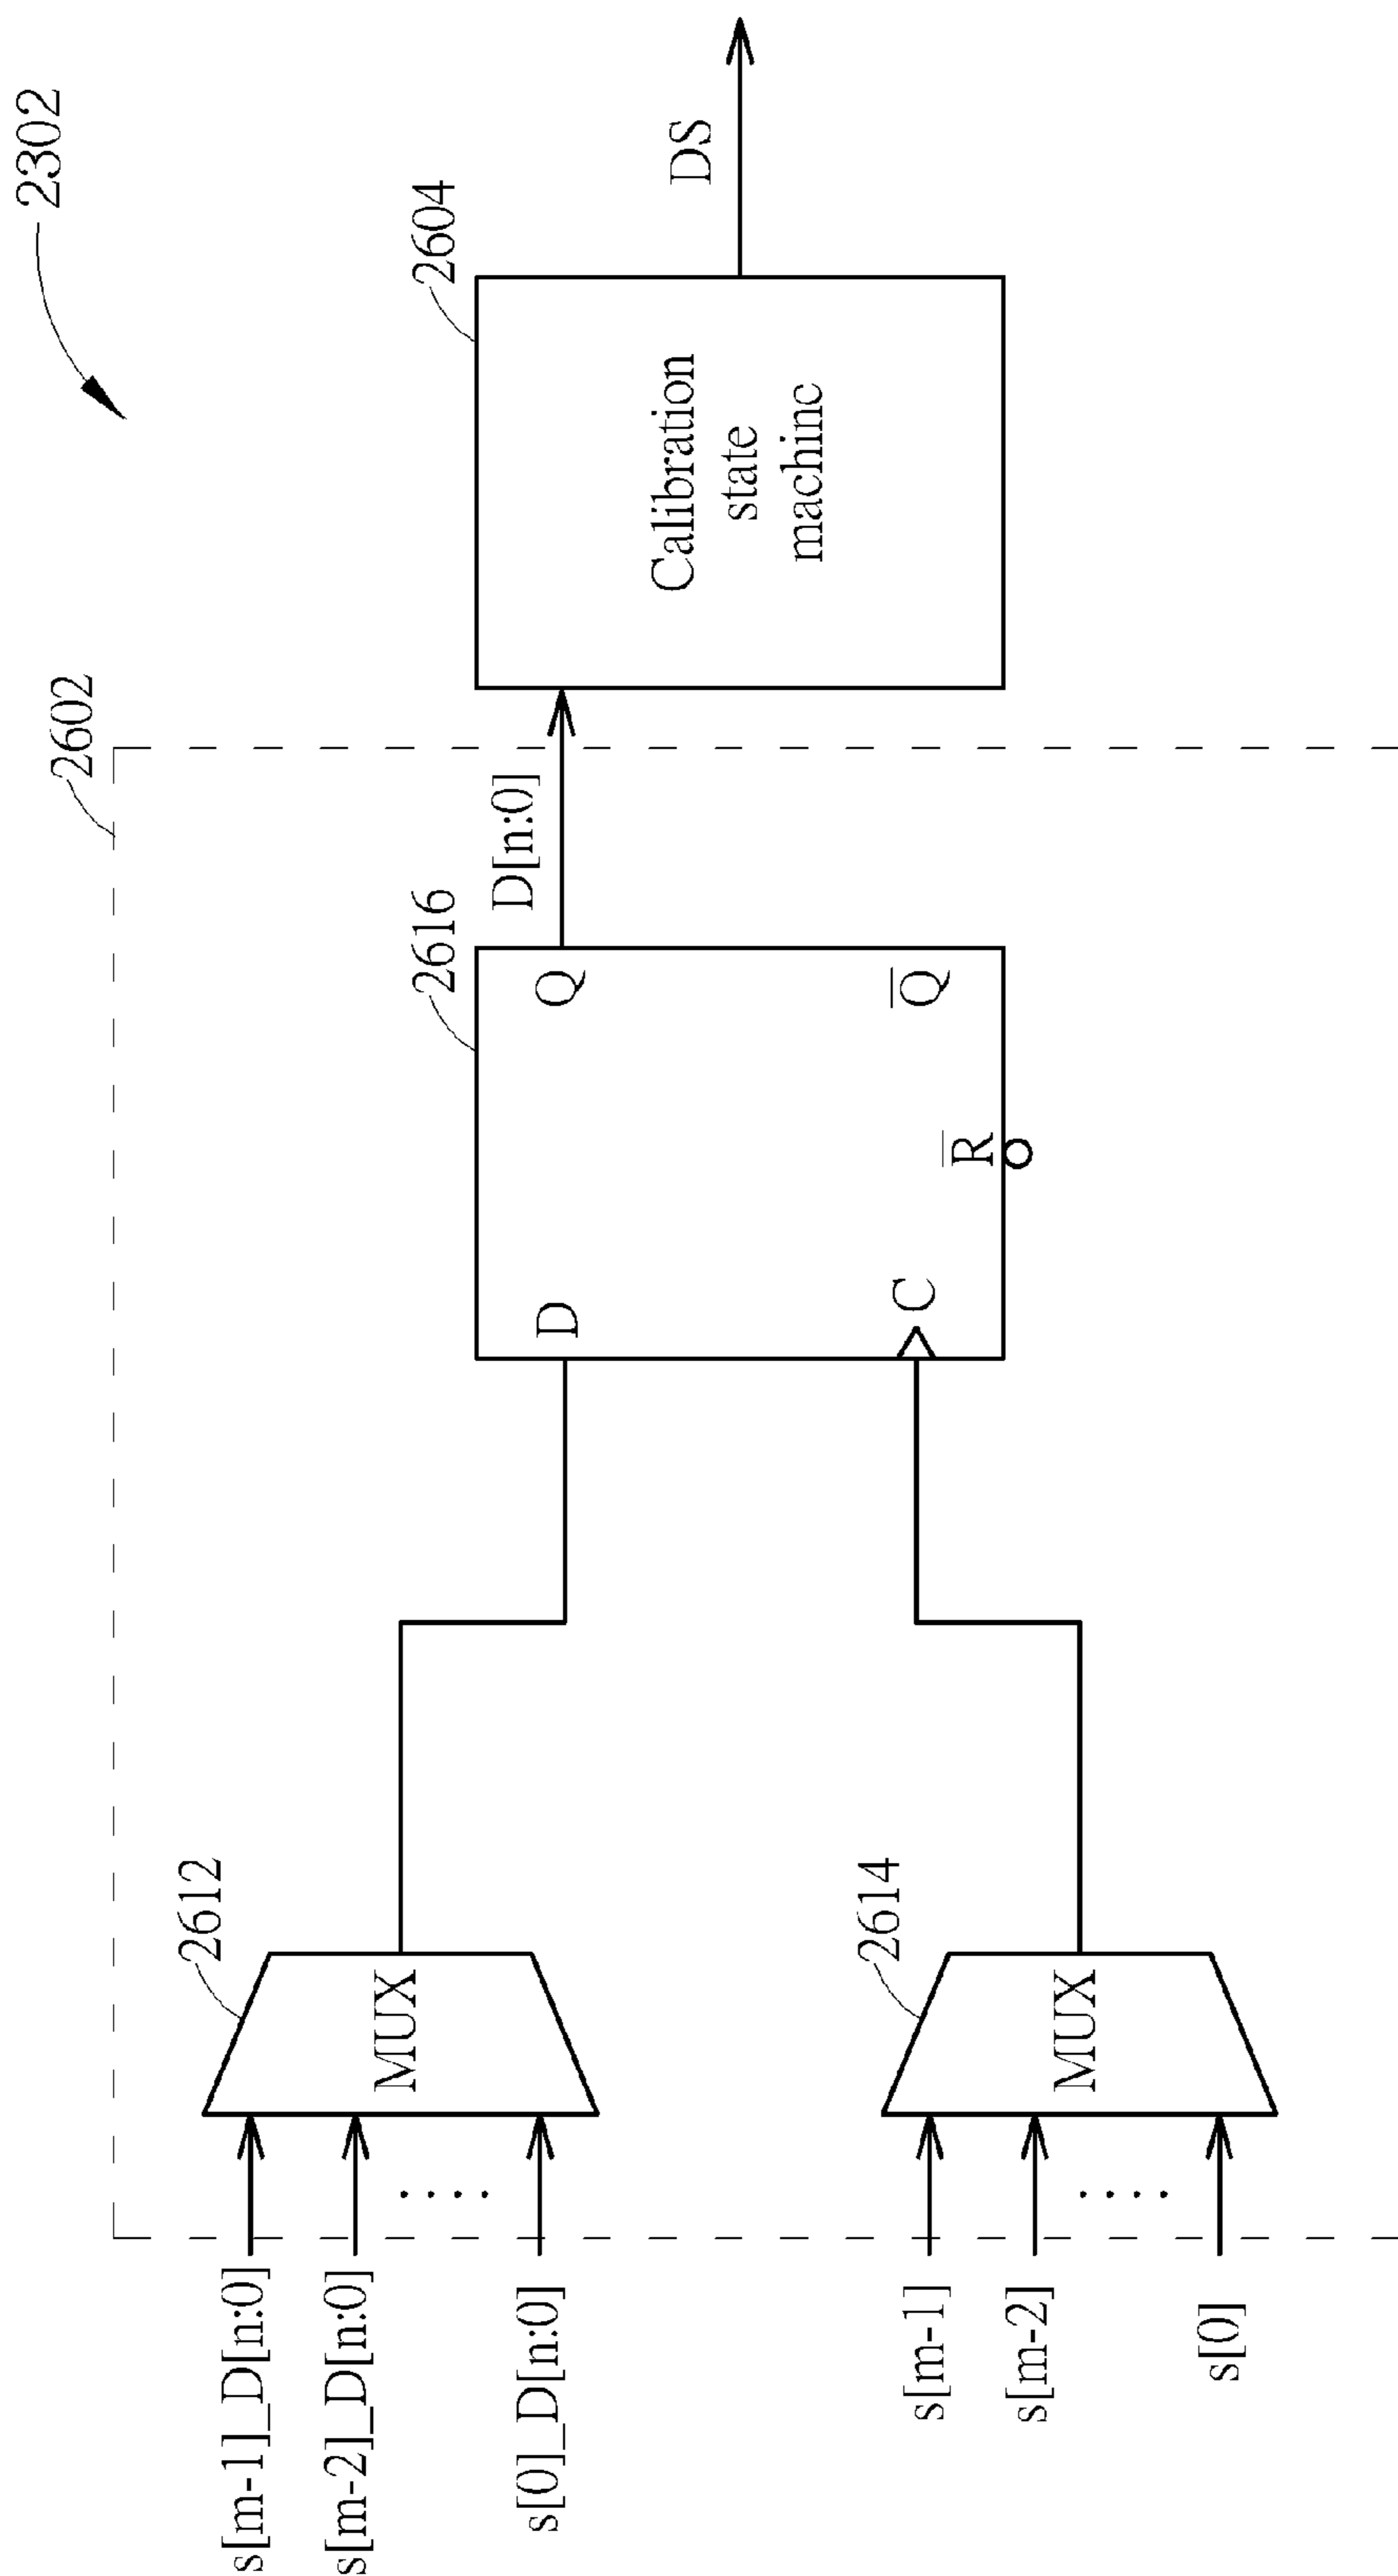 2302
2602
2612
s[m-1]_D[n:0]
s[m-2]_D[n:0]
....
s[0]_D[n:0]
MUX
2614
s[m-1]
s[m-2]
....
s[0]
MUX
2616
D
Q
C
R̅
Q̅
D[n:0]
2604
Calibration
state
machinc
DS